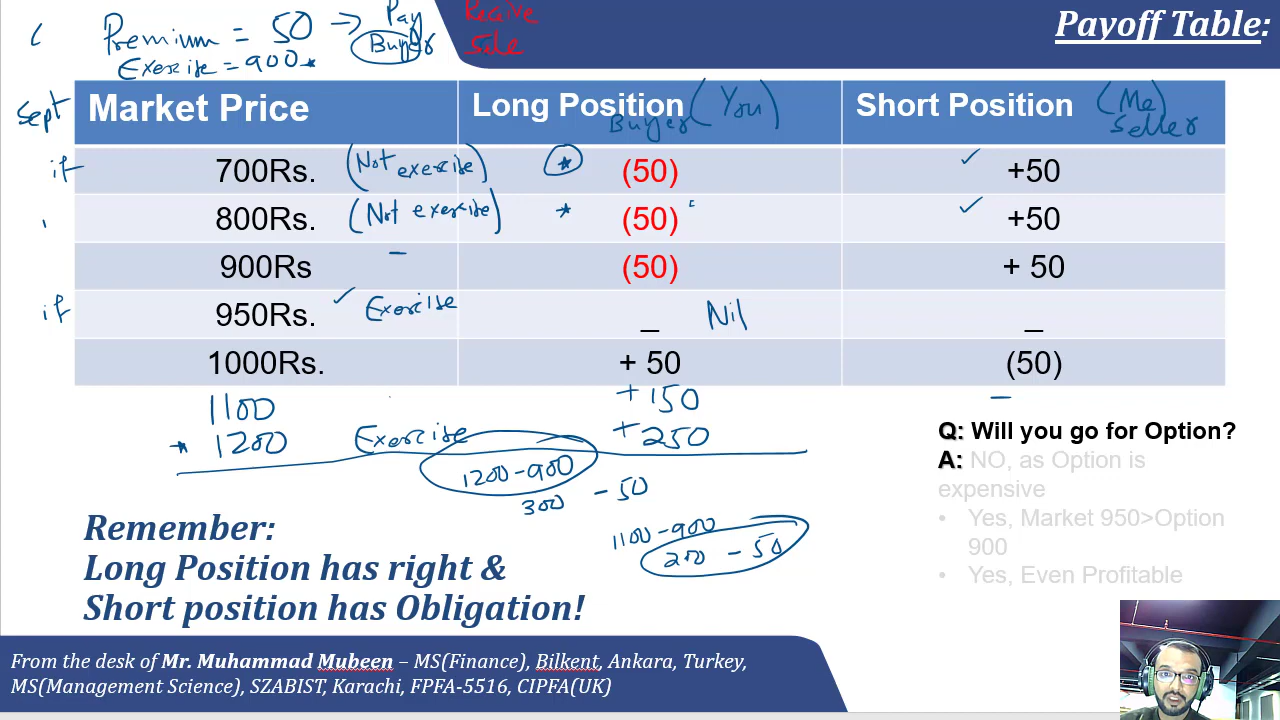 Premium = 50 → Pay Receive
Exercise = 900 Buyer Sele
Payoff Table:
Sept Market Price Long Position (You) Short Position (Me)
Buyer seller
if 700Rs. (Not exercise) (50) +50
800Rs. (Not exercise) (50) +50
900Rs (50) + 50
if 950Rs. Exercise _ Nil _
1000Rs. + 50 (50)
1100 +150 –
1200 Exercise +250
1200-900
300 - 50
1100-900
200 - 50
Q: Will you go for Option?
A: NO, as Option is
expensive
• Yes, Market 950>Option
900
• Yes, Even Profitable
Remember:
Long Position has right &
Short position has Obligation!
From the desk of Mr. Muhammad Mubeen – MS(Finance), Bilkent, Ankara, Turkey,
MS(Management Science), SZABIST, Karachi, FPFA-5516, CIPFA(UK)